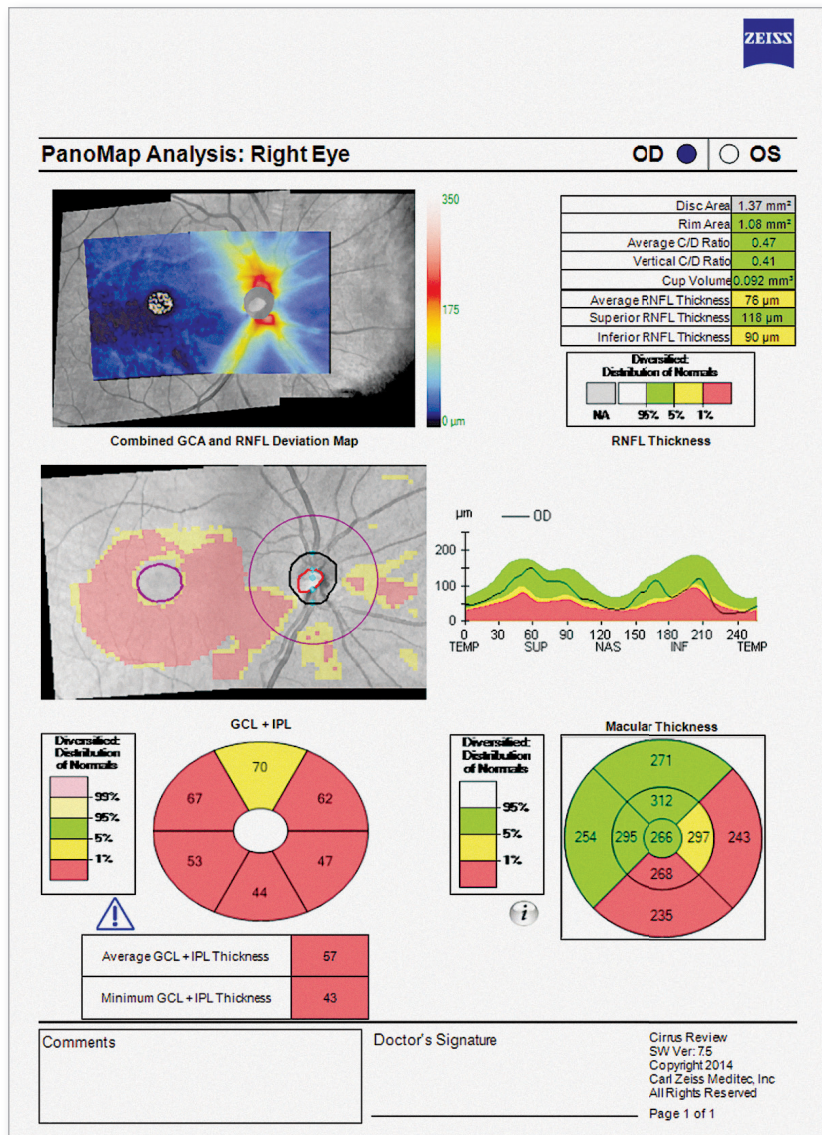 ZEISS
PanoMap Analysis: Right Eye
OD OS
350
175
0 µm
Disc Area 1.37 mm²
Rim Area 1.08 mm²
Average C/D Ratio 0.47
Vertical C/D Ratio 0.41
Cup Volume 0.092 mm³
Average RNFL Thickness 76 µm
Superior RNFL Thickness 118 µm
Inferior RNFL Thickness 90 µm
Diversified:
Distribution of Normals
NA 95% 5% 1%
Combined GCA and RNFL Deviation Map
RNFL Thickness
µm OD
200
100
0
0 30 60 90 120 150 180 210 240
TEMP SUP NAS INF TEMP
GCL + IPL
Diversified:
Distribution
of Normals
99%
95%
5%
1%
70
67 62
53 47
44
Average GCL + IPL Thickness 57
Minimum GCL + IPL Thickness 43
Macular Thickness
Diversified:
Distribution
of Normals
95%
5%
1%
271
312
254 295 266 297 243
268
235
i
Comments
Doctor's Signature
Cirrus Review
SW Ver: 7.5
Copyright 2014
Carl Zeiss Meditec, Inc
All Rights Reserved
Page 1 of 1